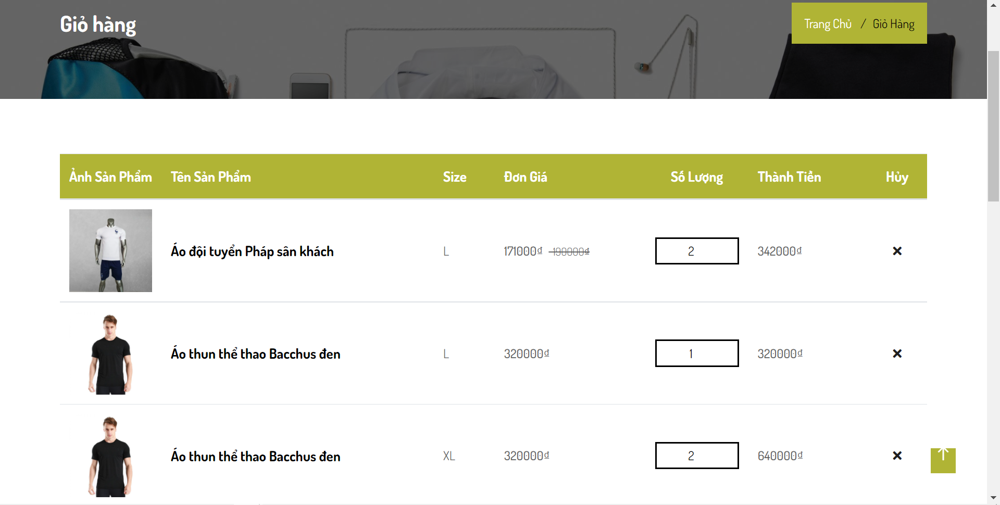 Giỏ hàng
Trang Chủ / Giỏ Hàng
Ảnh Sản Phẩm Tên Sản Phẩm Size Đơn Giá Số Lượng Thành Tiền Hủy
Áo đội tuyển Pháp sân khách L 171000₫ 190000₫ 2 342000₫
Áo thun thể thao Bacchus đen L 320000₫ 1 320000₫
Áo thun thể thao Bacchus đen XL 320000₫ 2 640000₫